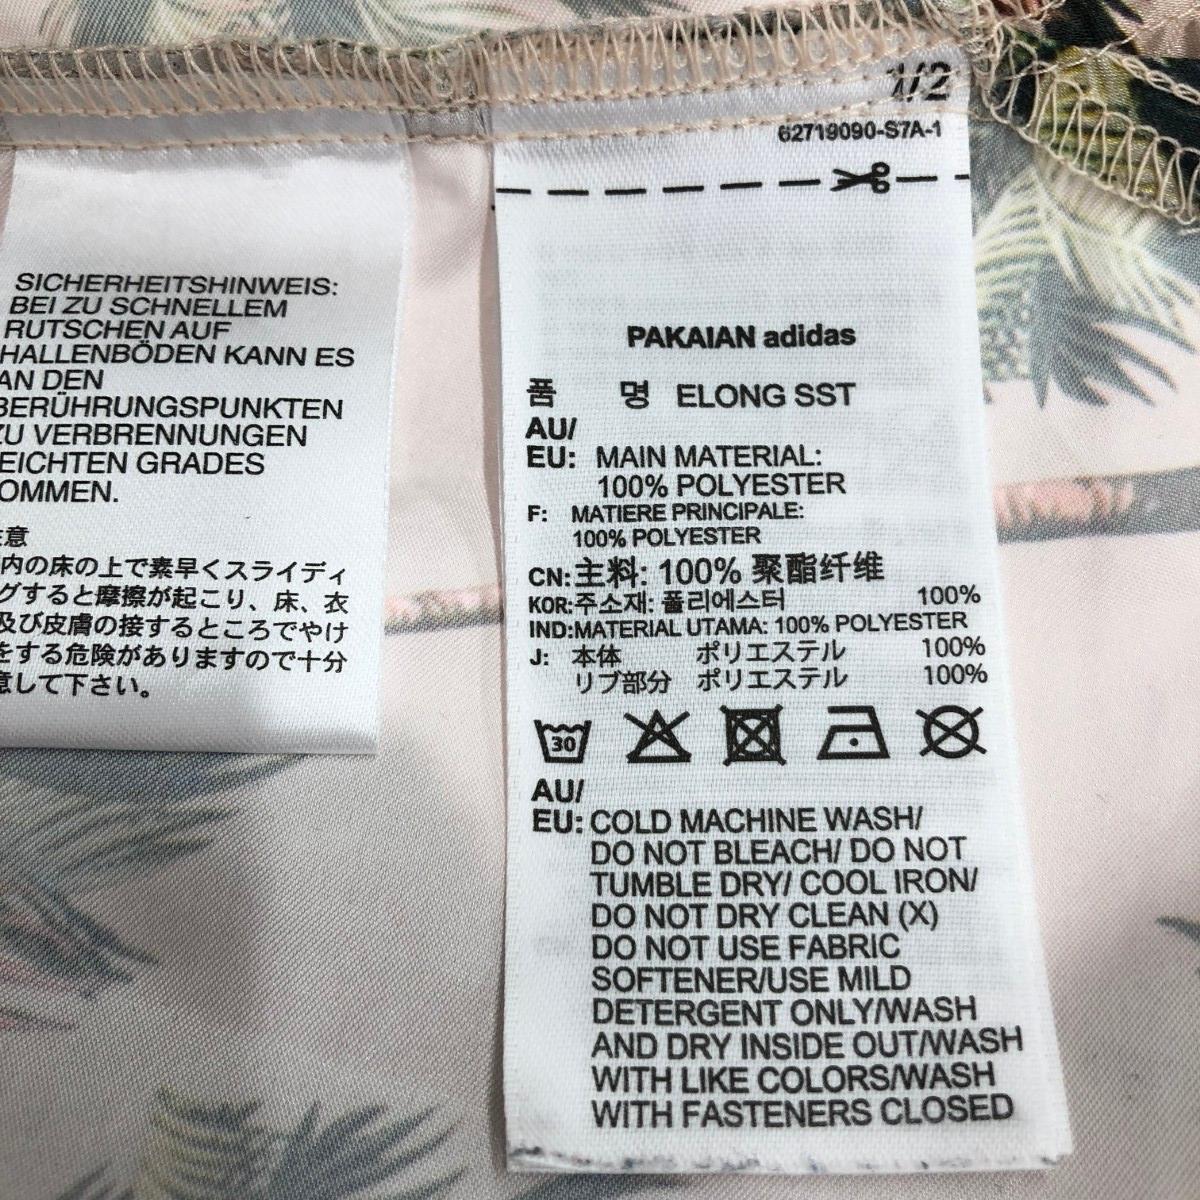 SICHERHEITSHINWEIS:
BEI ZU SCHNELLEM
RUTSCHEN AUF
HALLENBÖDEN KANN ES
AN DEN
BERÜHRUNGSPUNKTEN
ZU VERBRENNUNGEN
EICHTEN GRADES
OMMEN.
意
内の床の上で素早くスライディ
グすると摩擦が起こり、床、衣
及び皮膚の接するところでやけ
をする危険がありますので十分
意して下さい。
1/2
62719090-S7A-1
PAKAIAN adidas
품 명 ELONG SST
AU/
EU: MAIN MATERIAL:
100% POLYESTER
F: MATIERE PRINCIPALE:
100% POLYESTER
CN:主料: 100% 聚酯纤维
KOR:주소재: 폴리에스터 100%
IND:MATERIAL UTAMA: 100% POLYESTER
J: 本体 ポリエステル 100%
リブ部分 ポリエステル 100%
30
AU/
EU: COLD MACHINE WASH/
DO NOT BLEACH/ DO NOT
TUMBLE DRY/ COOL IRON/
DO NOT DRY CLEAN (X)
DO NOT USE FABRIC
SOFTENER/USE MILD
DETERGENT ONLY/WASH
AND DRY INSIDE OUT/WASH
WITH LIKE COLORS/WASH
WITH FASTENERS CLOSED